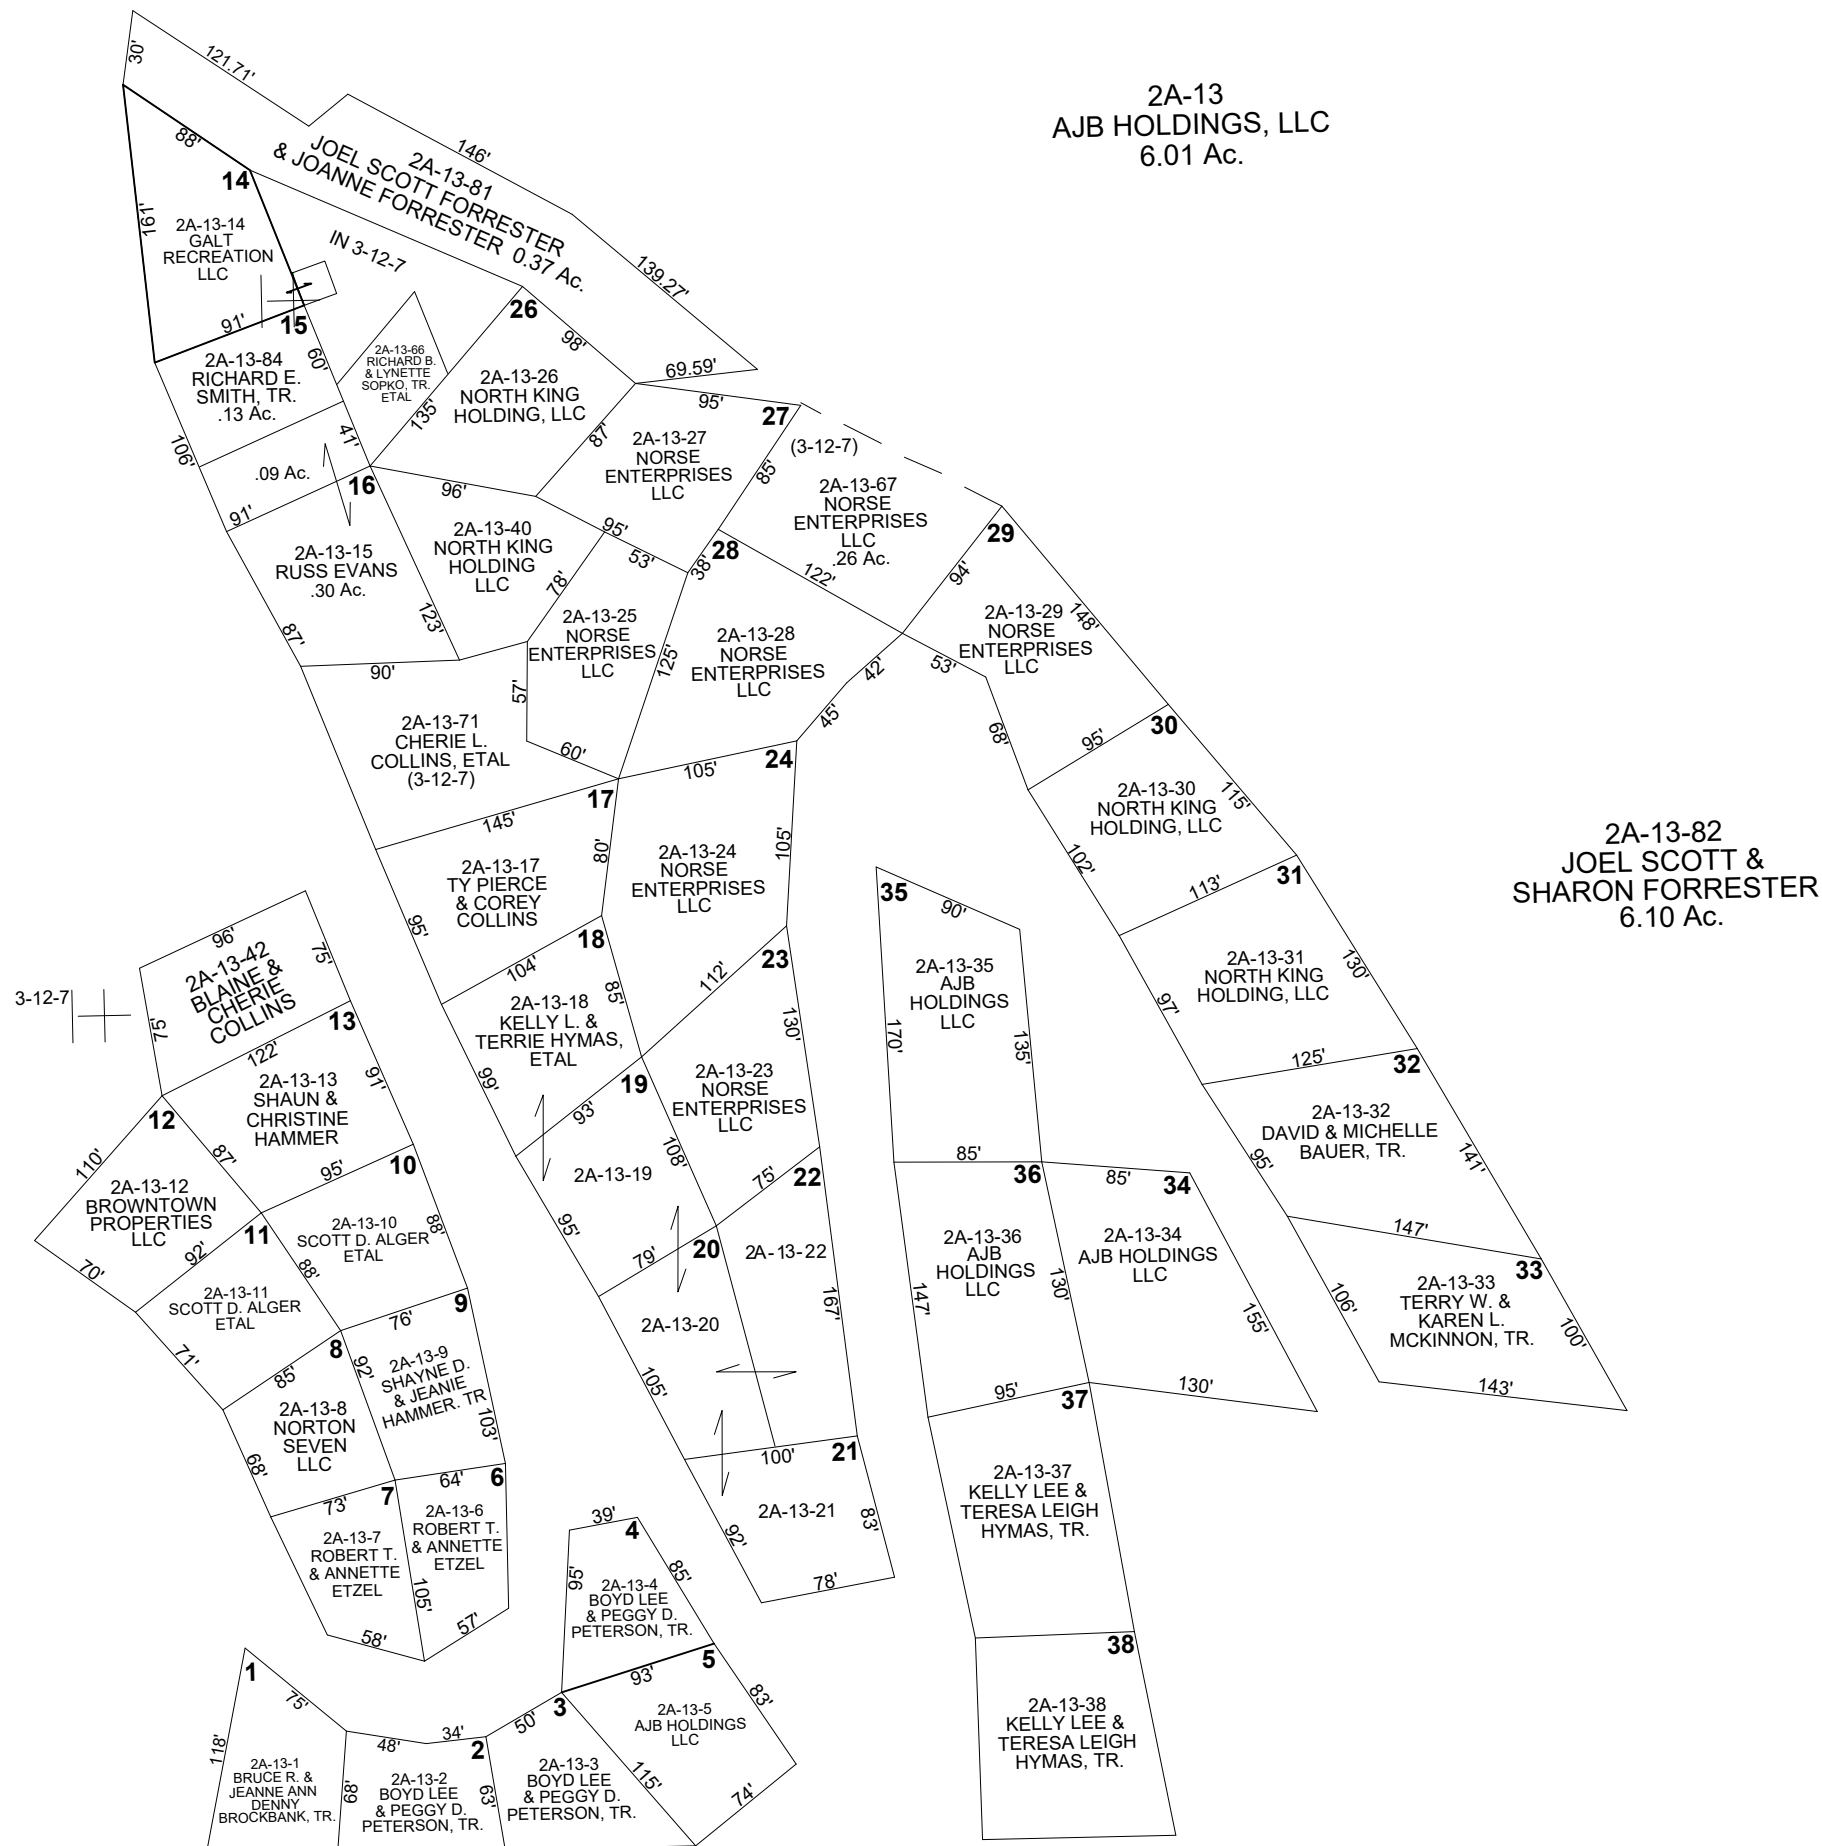 30'
121.71'
2A-13
AJB HOLDINGS, LLC
6.01 Ac.
88'
146'
2A-13-81
JOEL SCOTT FORRESTER
& JOANNE FORRESTER 0.37 Ac.
14
161'
2A-13-14
GALT
RECREATION
LLC
IN 3-12-7
139.27'
91'
15
26
98'
60'
2A-13-84
RICHARD E.
SMITH, TR.
.13 Ac.
2A-13-66
RICHARD B.
& LYNETTE
SOPKO, TR.
ETAL
135'
2A-13-26
NORTH KING
HOLDING, LLC
69.59'
95'
27
87'
2A-13-27
NORSE
ENTERPRISES
LLC
85'
(3-12-7)
106'
41'
.09 Ac.
16
91'
96'
2A-13-67
NORSE
ENTERPRISES
LLC
.26 Ac.
95'
53'
38'
28
122'
94'
29
2A-13-15
RUSS EVANS
.30 Ac.
2A-13-40
NORTH KING
HOLDING
LLC
78'
123'
87'
90'
2A-13-25
NORSE
ENTERPRISES
LLC
125'
57'
60'
2A-13-28
NORSE
ENTERPRISES
LLC
42'
45'
53'
2A-13-29
NORSE
ENTERPRISES
LLC
148'
68'
95'
30
2A-13-71
CHERIE L.
COLLINS, ETAL
(3-12-7)
105'
24
17
145'
80'
2A-13-17
TY PIERCE
& COREY
COLLINS
95'
2A-13-24
NORSE
ENTERPRISES
LLC
105'
2A-13-30
NORTH KING
HOLDING, LLC
115'
102'
113'
31
2A-13-82
JOEL SCOTT &
SHARON FORRESTER
6.10 Ac.
35
90'
18
104'
23
112'
96'
75'
2A-13-42
BLAINE &
CHERIE
COLLINS
3-12-7
75'
13
122'
2A-13-18
KELLY L. &
TERRIE HYMAS,
ETAL
85'
99'
93'
19
130'
2A-13-23
NORSE
ENTERPRISES
LLC
2A-13-35
AJB
HOLDINGS
LLC
170'
135'
2A-13-31
NORTH KING
HOLDING, LLC
130'
97'
125'
32
2A-13-13
SHAUN &
CHRISTINE
HAMMER
91'
12
87'
110'
95'
10
2A-13-12
BROWNTOWN
PROPERTIES
LLC
70'
92'
11
2A-13-10
SCOTT D. ALGER
ETAL
88'
88'
2A-13-19
108'
95'
75'
22
79'
20
85'
36
85'
34
2A-13-32
DAVID & MICHELLE
BAUER, TR.
141'
95'
147'
33
2A-13-11
SCOTT D. ALGER
ETAL
71'
76'
9
8
85'
2A-13-22
167'
2A-13-20
105'
2A-13-36
AJB
HOLDINGS
LLC
147'
130'
2A-13-34
AJB HOLDINGS
LLC
155'
2A-13-33
TERRY W. &
KAREN L.
MCKINNON, TR.
106'
100'
143'
92'
2A-13-9
SHAYNE D.
& JEANIE
HAMMER. TR
103'
2A-13-8
NORTON
SEVEN
LLC
68'
95'
37
130'
100'
21
64'
6
73'
7
2A-13-21
83'
92'
78'
2A-13-37
KELLY LEE &
TERESA LEIGH
HYMAS, TR.
2A-13-7
ROBERT T.
& ANNETTE
ETZEL
2A-13-6
ROBERT T.
& ANNETTE
ETZEL
105'
58'
57'
39'
4
95'
85'
2A-13-4
BOYD LEE
& PEGGY D.
PETERSON, TR.
93'
5
38
1
75'
118'
48'
34'
2
50'
3
83'
2A-13-5
AJB HOLDINGS
LLC
2A-13-38
KELLY LEE &
TERESA LEIGH
HYMAS, TR.
2A-13-1
BRUCE R. &
JEANNE ANN
DENNY
BROCKBANK, TR.
68'
2A-13-2
BOYD LEE
& PEGGY D.
PETERSON, TR.
63'
2A-13-3
BOYD LEE
& PEGGY D.
PETERSON, TR.
115'
74'